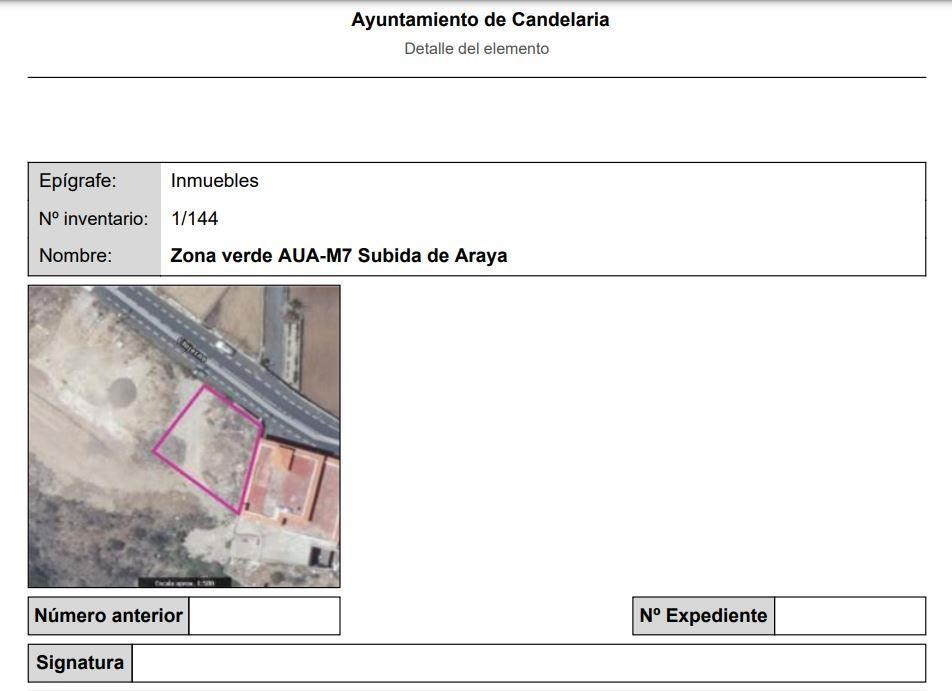 Ayuntamiento de Candelaria
Detalle del elemento
Epígrafe: Inmuebles
Nº inventario: 1/144
Nombre: Zona verde AUA-M7 Subida de Araya
Escala aprox. 1:500
Número anterior
Nº Expediente
Signatura